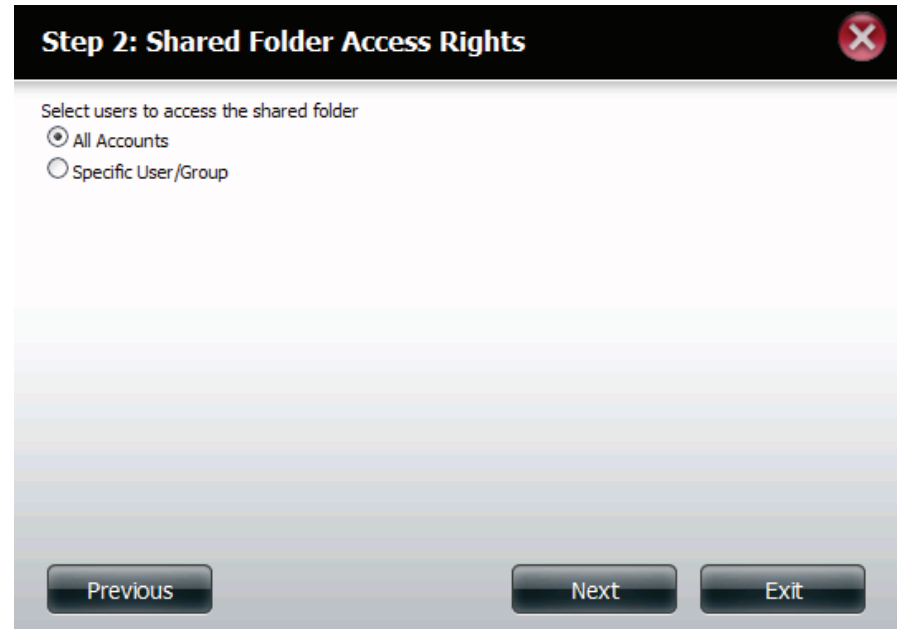 Step 2: Shared Folder Access Rights
Select users to access the shared folder
All Accounts
Specific User/Group
Previous Next Exit